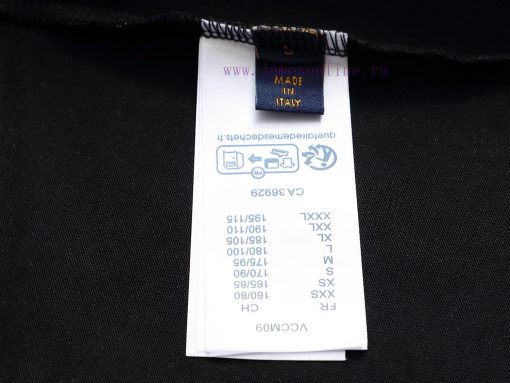 www.jamesonline.ru
S
MADE
IN
ITALY
VCCM09
FR CH
XXS 160/80
XS 165/85
S 170/90
M 175/95
L 180/100
XL 185/105
XXL 190/110
XXXL 195/115
CA 36929
FR
quefairedemesdechets.fr